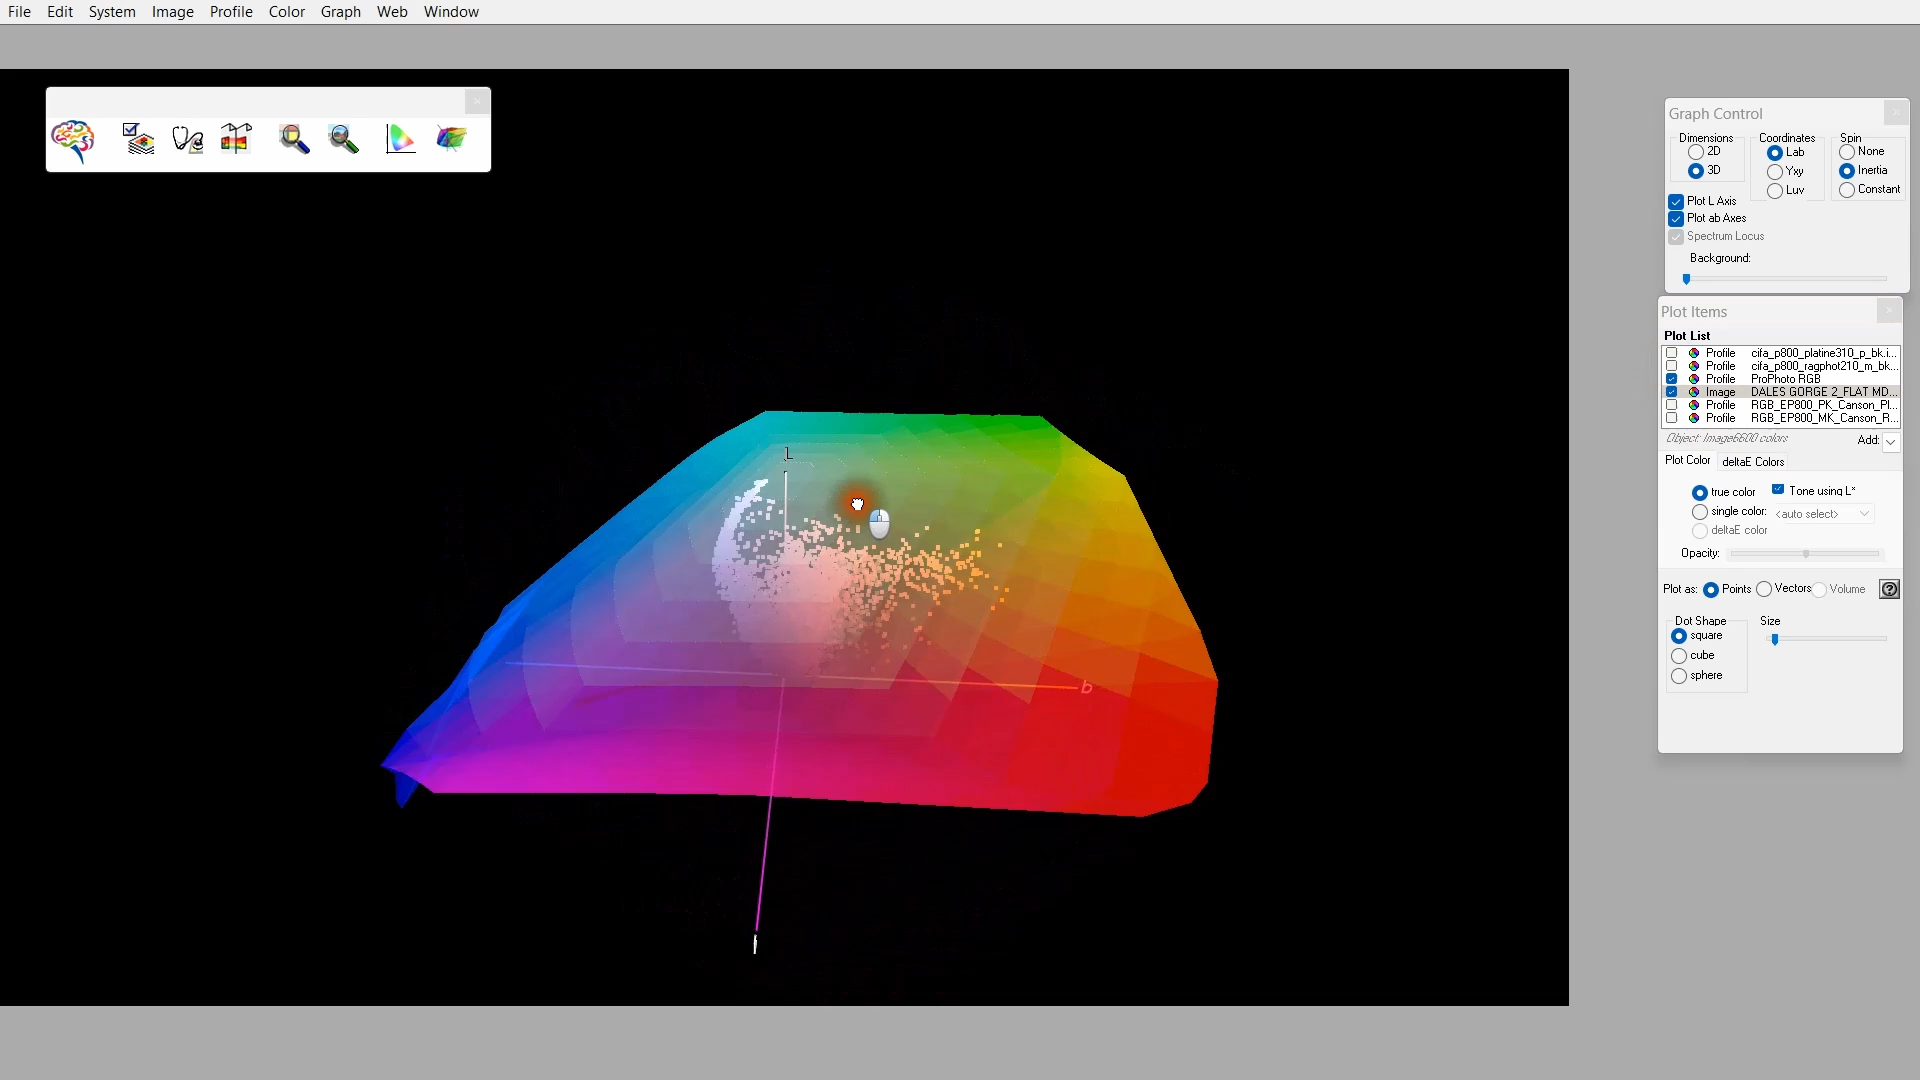 File Edit System Image Profile Color Graph Web Window
Graph Control
Dimensions Coordinates Spin
2D Lab None
3D Yxy Inertia
Luv Constant
Plot L Axis
Plot ab Axes
Spectrum Locus
Background:
Plot Items
Plot List
Profile cifa_p800_platine310_p_bk.i...
Profile cifa_p800_ragphot210_m_bk...
Profile ProPhoto RGB
Image DALES GORGE 2_FLAT MD...
Profile RGB_EP800_PK_Canson_Pl...
Profile RGB_EP800_MK_Canson_R...
Object: Image6600 colors Add:
Plot Color deltaE Colors
true color Tone using L*
single color: <auto select>
deltaE color
Opacity:
Plot as: Points Vectors Volume
Dot Shape Size
square
cube
sphere
L
b